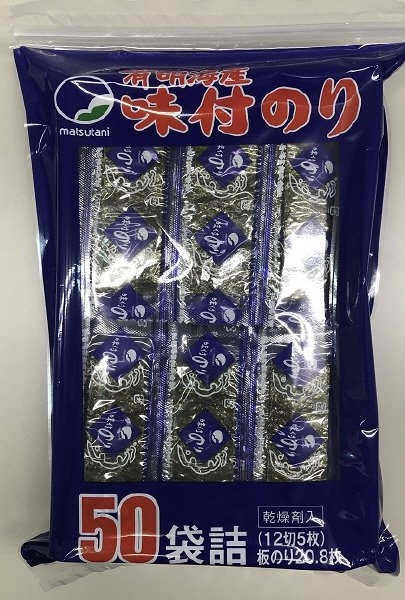 有明海産
味付のり
matsutani
50袋詰
乾燥剤入
(12切5枚)
板のり20.8枚